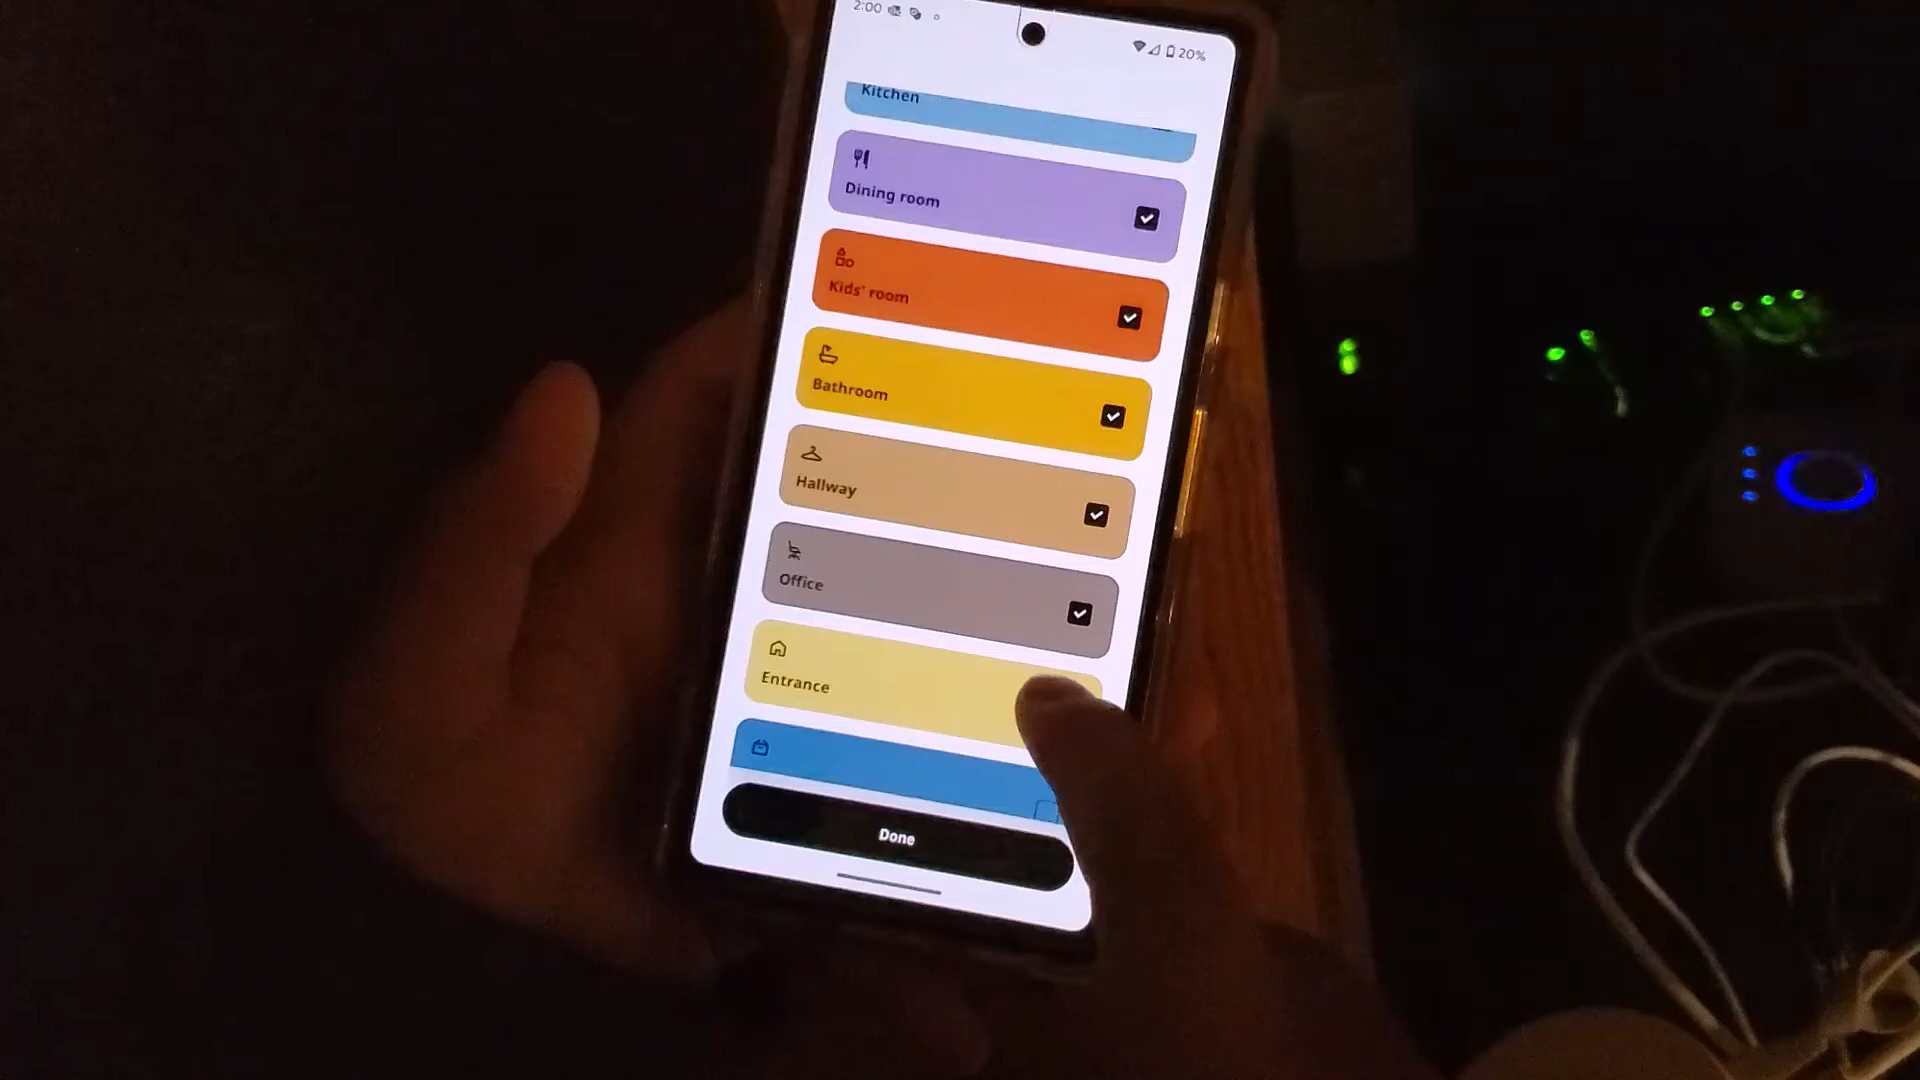 2:00
20%
Kitchen
Dining room
Kids' room
Bathroom
Hallway
Office
Entrance
Done